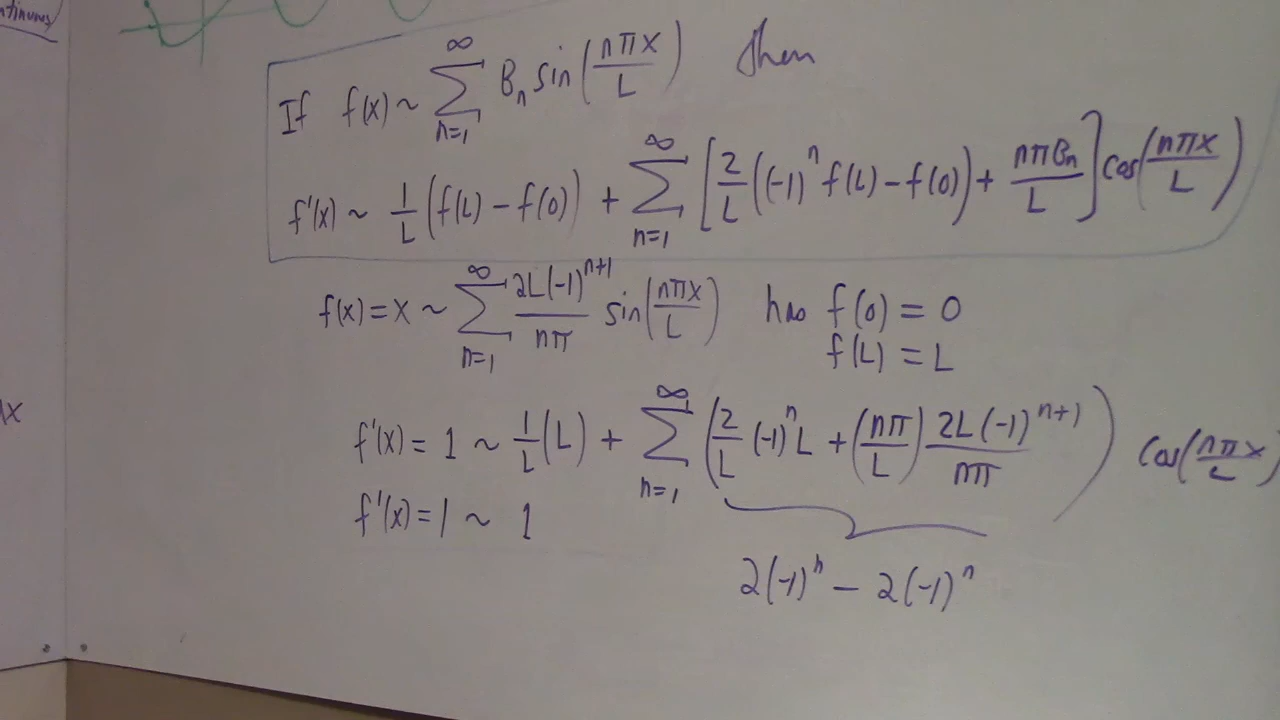 If f(x) ~ ∑_{n=1}^{∞} B_n sin(nπx/L) then
f'(x) ~ 1/L (f(L) − f(0)) + ∑_{n=1}^{∞} [2/L ((-1)^n f(L) − f(0)) + nπB_n/L] cos(nπx/L)
f(x) = x ~ ∑_{n=1}^{∞} 2L(-1)^{n+1}/nπ sin(nπx/L) has f(0) = 0
f(L) = L
f'(x) = 1 ~ 1/L (L) + ∑_{n=1}^{∞} (2/L (-1)^n L + (nπ/L) 2L(-1)^{n+1}/nπ) cos(nπx/L)
f'(x) = 1 ~ 1
2(-1)^n − 2(-1)^n